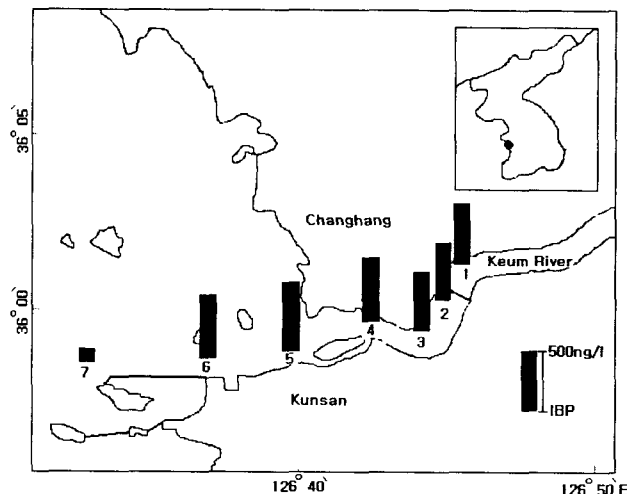 36° 05'
Changhang
1
Keum River
2
36° 00'
3
4
5
6
7
500ng/l
IBP
Kunsan
126° 40'
126° 50' E